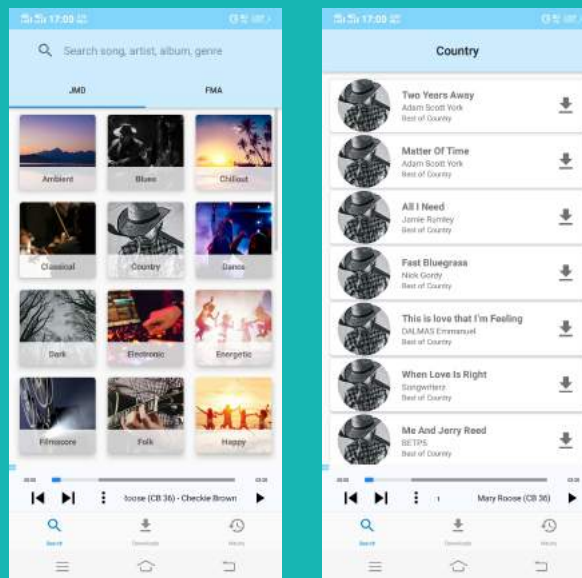 17:00
Search song, artist, album, genre
JMD
FMA
Ambient
Blues
Chillout
Classical
Country
Dance
Dark
Electronic
Energetic
Filmscore
Folk
Happy
foose (CB 36) - Checkie Brown
Search
Downloads
History
17:00
Country
Two Years Away
Adam Scott York
Best of Country
Matter Of Time
Adam Scott York
Best of Country
All I Need
Jamie Rumley
Best of Country
Fast Bluegrass
Nick Gordy
Best of Country
This is love that I'm Feeling
DALMAS Emmanuel
Best of Country
When Love Is Right
Songwriterz
Best of Country
Me And Jerry Reed
BETPS
Best of Country
Mary Roose (CB 36)
Search
Downloads
History